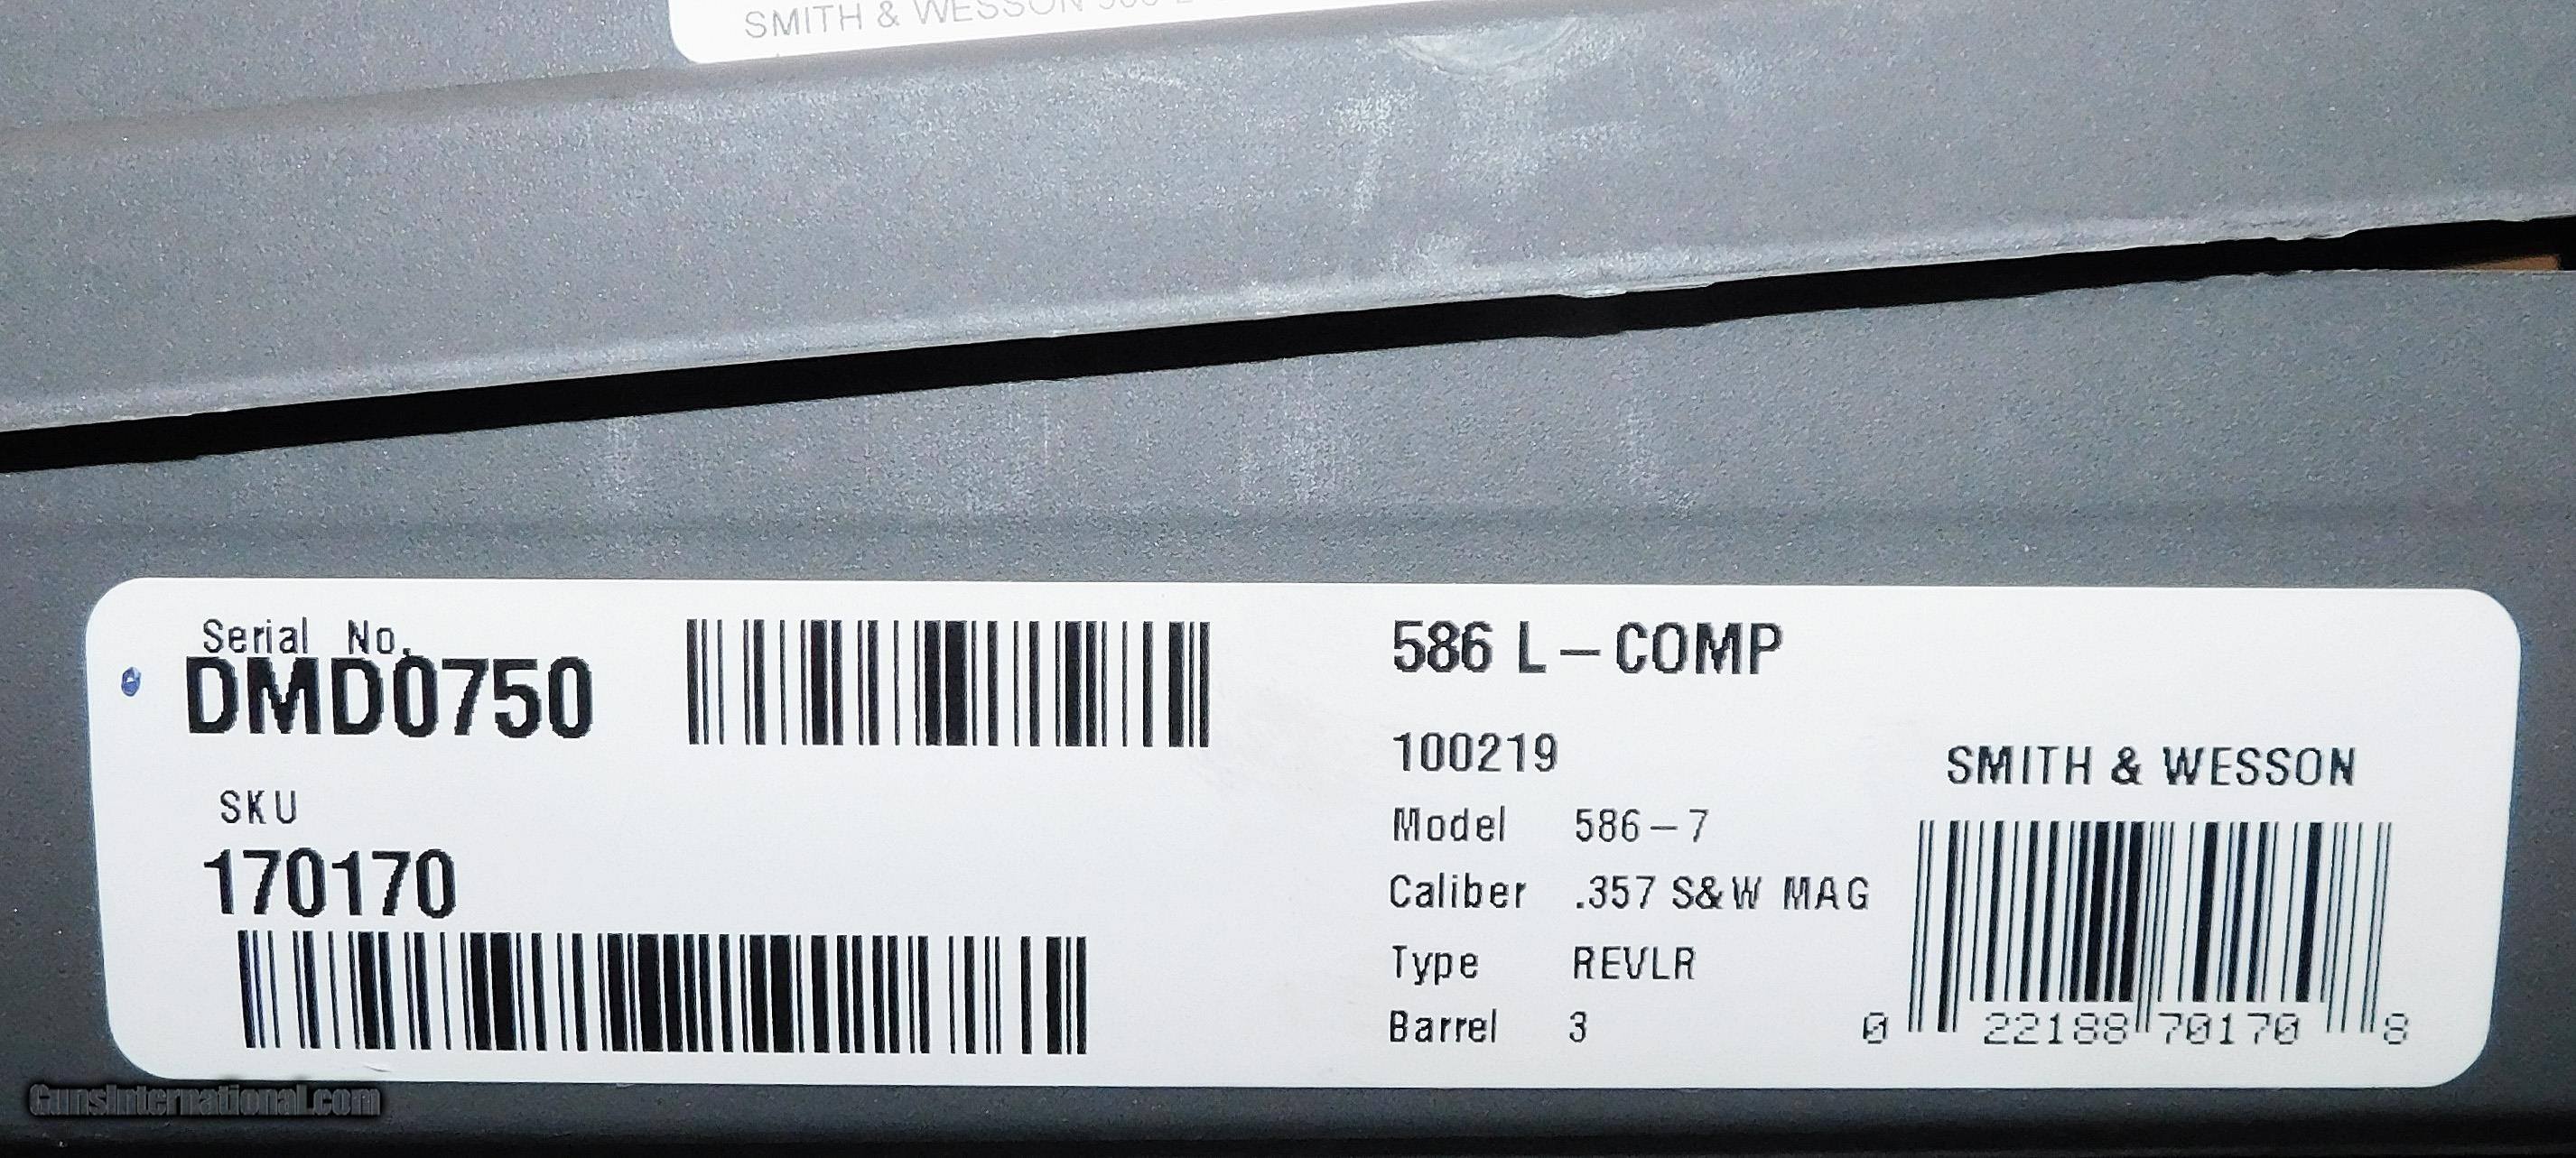 SMITH & WESSON
Serial No.
DMD0750
SKU
170170
586 L-COMP
100219
Model 586-7
Caliber .357 S&W MAG
Type REVLR
Barrel 3
SMITH & WESSON
0 22188 70170 8
GunsInternational.com